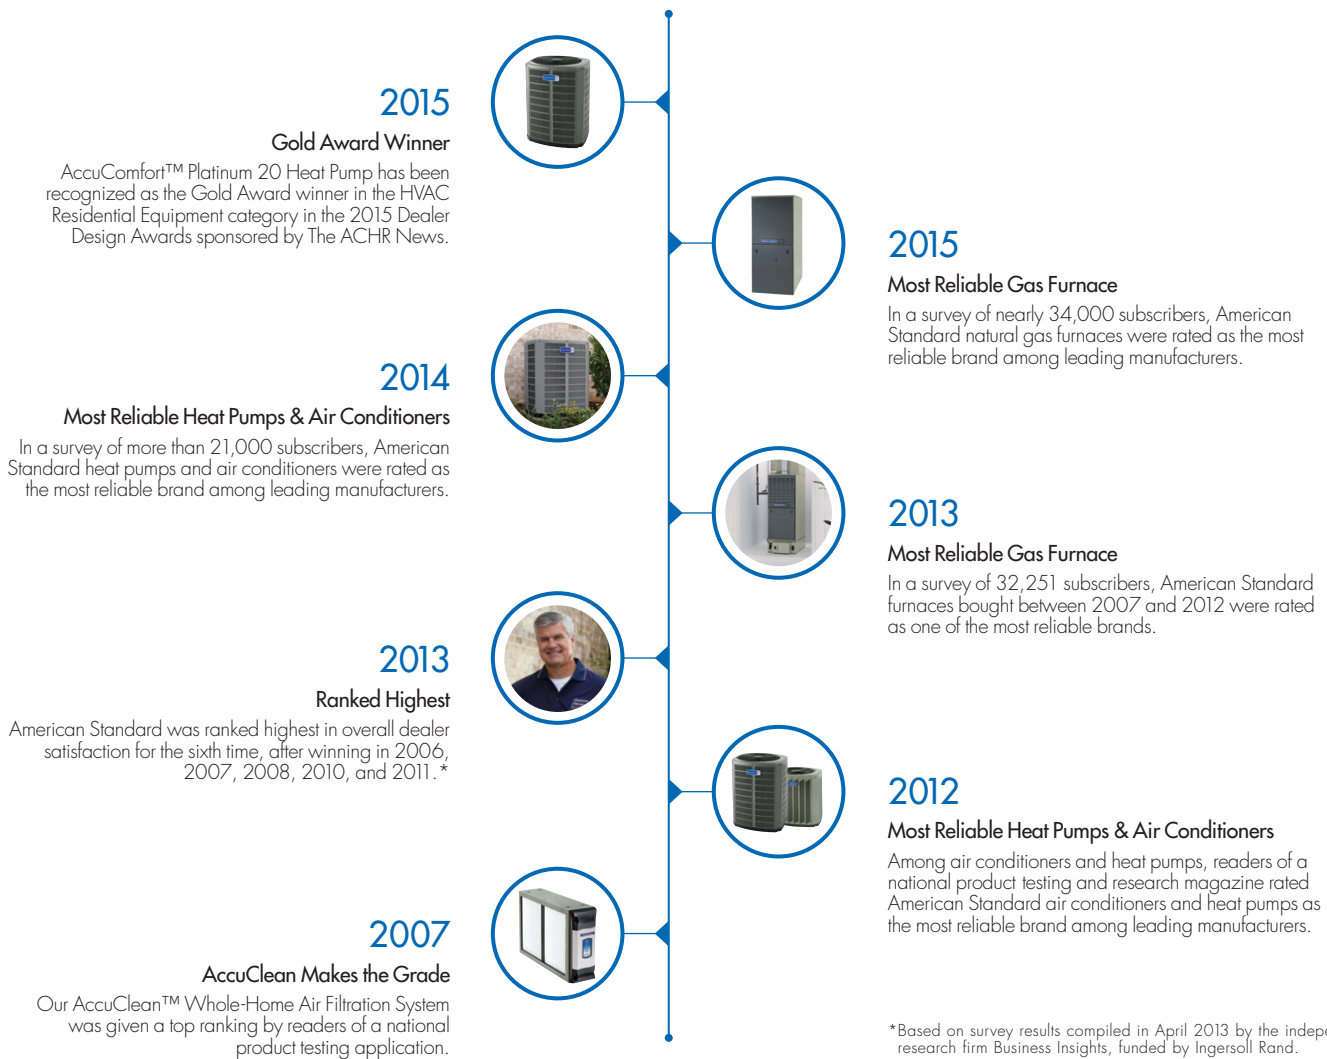 2015
Gold Award Winner
AccuComfort™ Platinum 20 Heat Pump has been
recognized as the Gold Award winner in the HVAC
Residential Equipment category in the 2015 Dealer
Design Awards sponsored by The ACHR News.
2015
Most Reliable Gas Furnace
In a survey of nearly 34,000 subscribers, American
Standard natural gas furnaces were rated as the most
reliable brand among leading manufacturers.
2014
Most Reliable Heat Pumps & Air Conditioners
In a survey of more than 21,000 subscribers, American
Standard heat pumps and air conditioners were rated as
the most reliable brand among leading manufacturers.
2013
Most Reliable Gas Furnace
In a survey of 32,251 subscribers, American Standard
furnaces bought between 2007 and 2012 were rated
as one of the most reliable brands.
2013
Ranked Highest
American Standard was ranked highest in overall dealer
satisfaction for the sixth time, after winning in 2006,
2007, 2008, 2010, and 2011.*
2012
Most Reliable Heat Pumps & Air Conditioners
Among air conditioners and heat pumps, readers of a
national product testing and research magazine rated
American Standard air conditioners and heat pumps as
the most reliable brand among leading manufacturers.
2007
AccuClean Makes the Grade
Our AccuClean™ Whole-Home Air Filtration System
was given a top ranking by readers of a national
product testing application.
*Based on survey results compiled in April 2013 by the indepe
research firm Business Insights, funded by Ingersoll Rand.